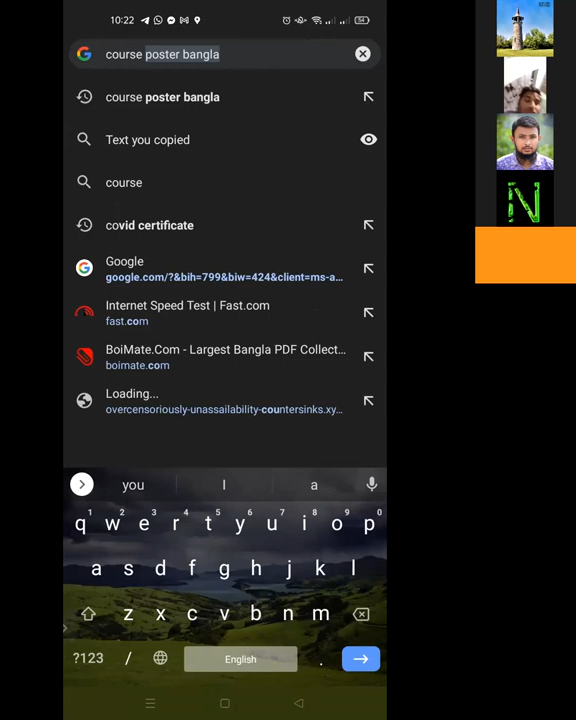 10:22
54
course poster bangla
course poster bangla
Text you copied
course
covid certificate
Google
google.com/?&bih=799&biw=424&client=ms-a...
Internet Speed Test | Fast.com
fast.com
BoiMate.Com - Largest Bangla PDF Collect...
boimate.com
Loading...
overcensoriously-unassailability-countersinks.xy...
you I a
1 2 3 4 5 6 7 8 9 0
q w e r t y u i o p
a s d f g h j k l
z x c v b n m
?123 / English .
N